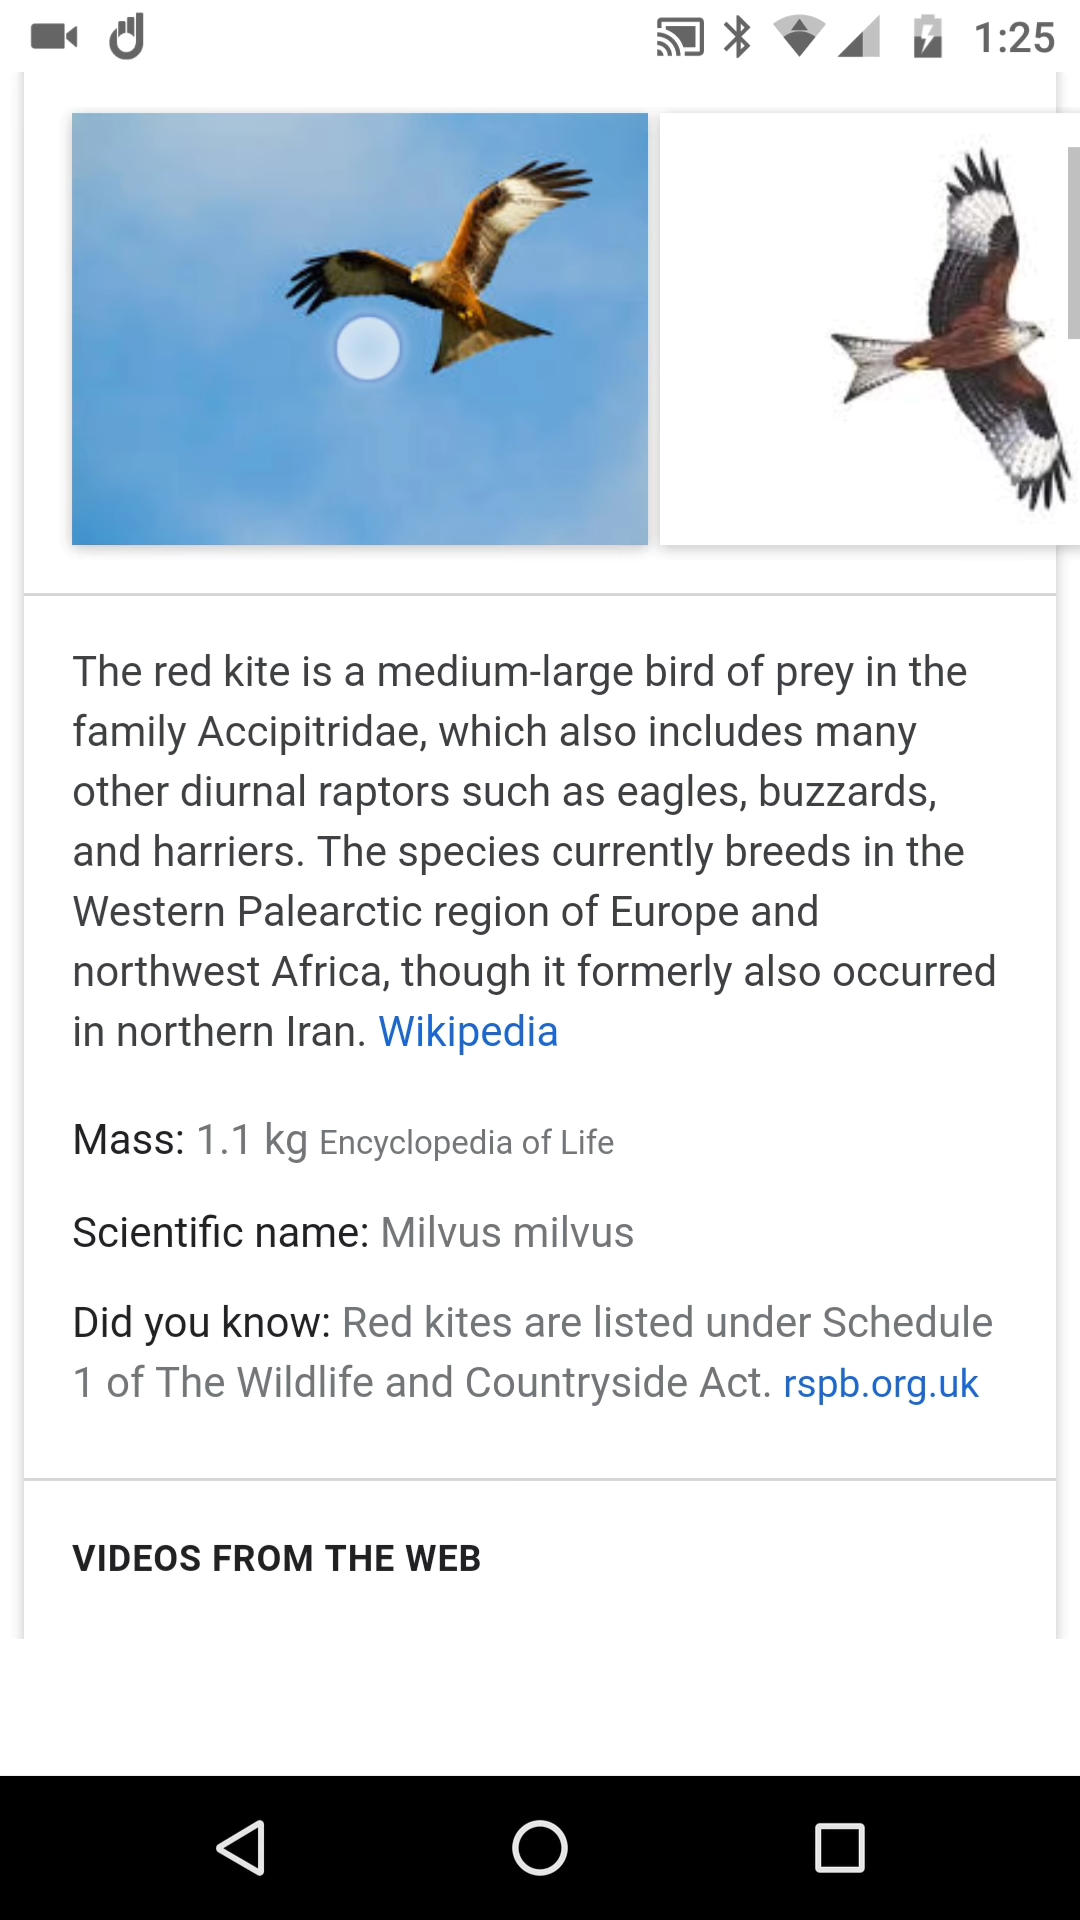 1:25
The red kite is a medium-large bird of prey in the
family Accipitridae, which also includes many
other diurnal raptors such as eagles, buzzards,
and harriers. The species currently breeds in the
Western Palearctic region of Europe and
northwest Africa, though it formerly also occurred
in northern Iran. Wikipedia
Mass: 1.1 kg Encyclopedia of Life
Scientific name: Milvus milvus
Did you know: Red kites are listed under Schedule
1 of The Wildlife and Countryside Act. rspb.org.uk
VIDEOS FROM THE WEB